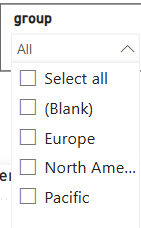 group
All
Select all
(Blank)
Europe
North Ame...
Pacific